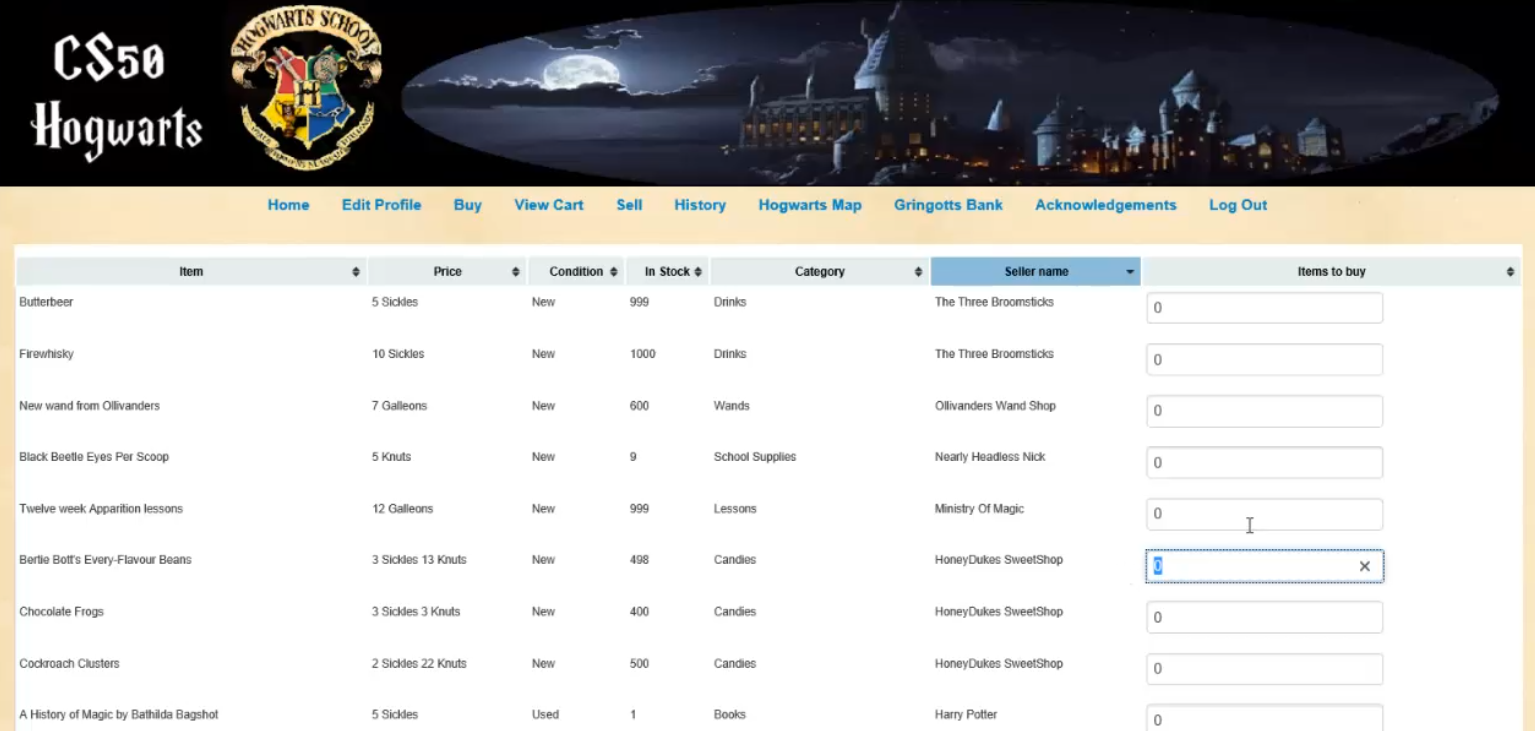 CS50
Hogwarts
HOGWARTS SCHOOL
H
Home Edit Profile Buy View Cart Sell History Hogwarts Map Gringotts Bank Acknowledgements Log Out
Item Price Condition In Stock Category Seller name Items to buy
Butterbeer 5 Sickles New 999 Drinks The Three Broomsticks 0
Firewhisky 10 Sickles New 1000 Drinks The Three Broomsticks 0
New wand from Ollivanders 7 Galleons New 600 Wands Ollivanders Wand Shop 0
Black Beetle Eyes Per Scoop 5 Knuts New 9 School Supplies Nearly Headless Nick 0
Twelve week Apparition lessons 12 Galleons New 999 Lessons Ministry Of Magic 0
Bertie Bott's Every-Flavour Beans 3 Sickles 13 Knuts New 498 Candies HoneyDukes SweetShop 0
Chocolate Frogs 3 Sickles 3 Knuts New 400 Candies HoneyDukes SweetShop 0
Cockroach Clusters 2 Sickles 22 Knuts New 500 Candies HoneyDukes SweetShop 0
A History of Magic by Bathilda Bagshot 5 Sickles Used 1 Books Harry Potter 0